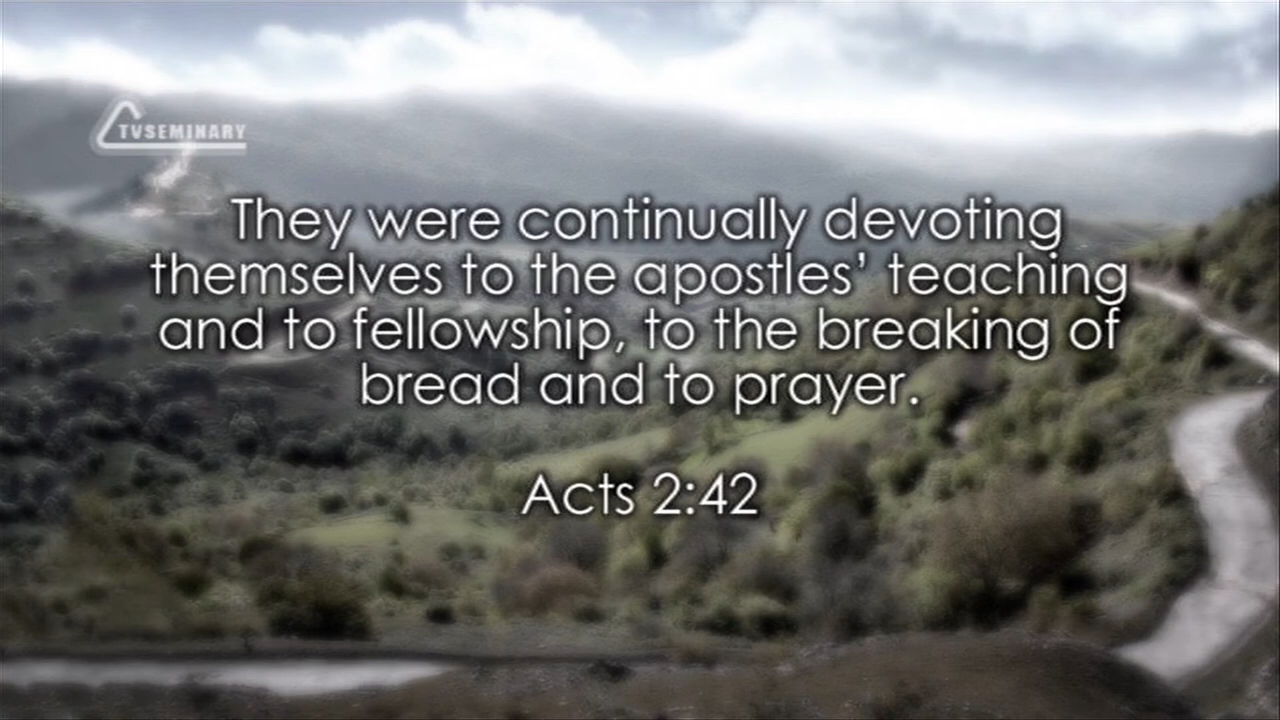 TVSEMINARY
They were continually devoting
themselves to the apostles’ teaching
and to fellowship, to the breaking of
bread and to prayer.
Acts 2:42